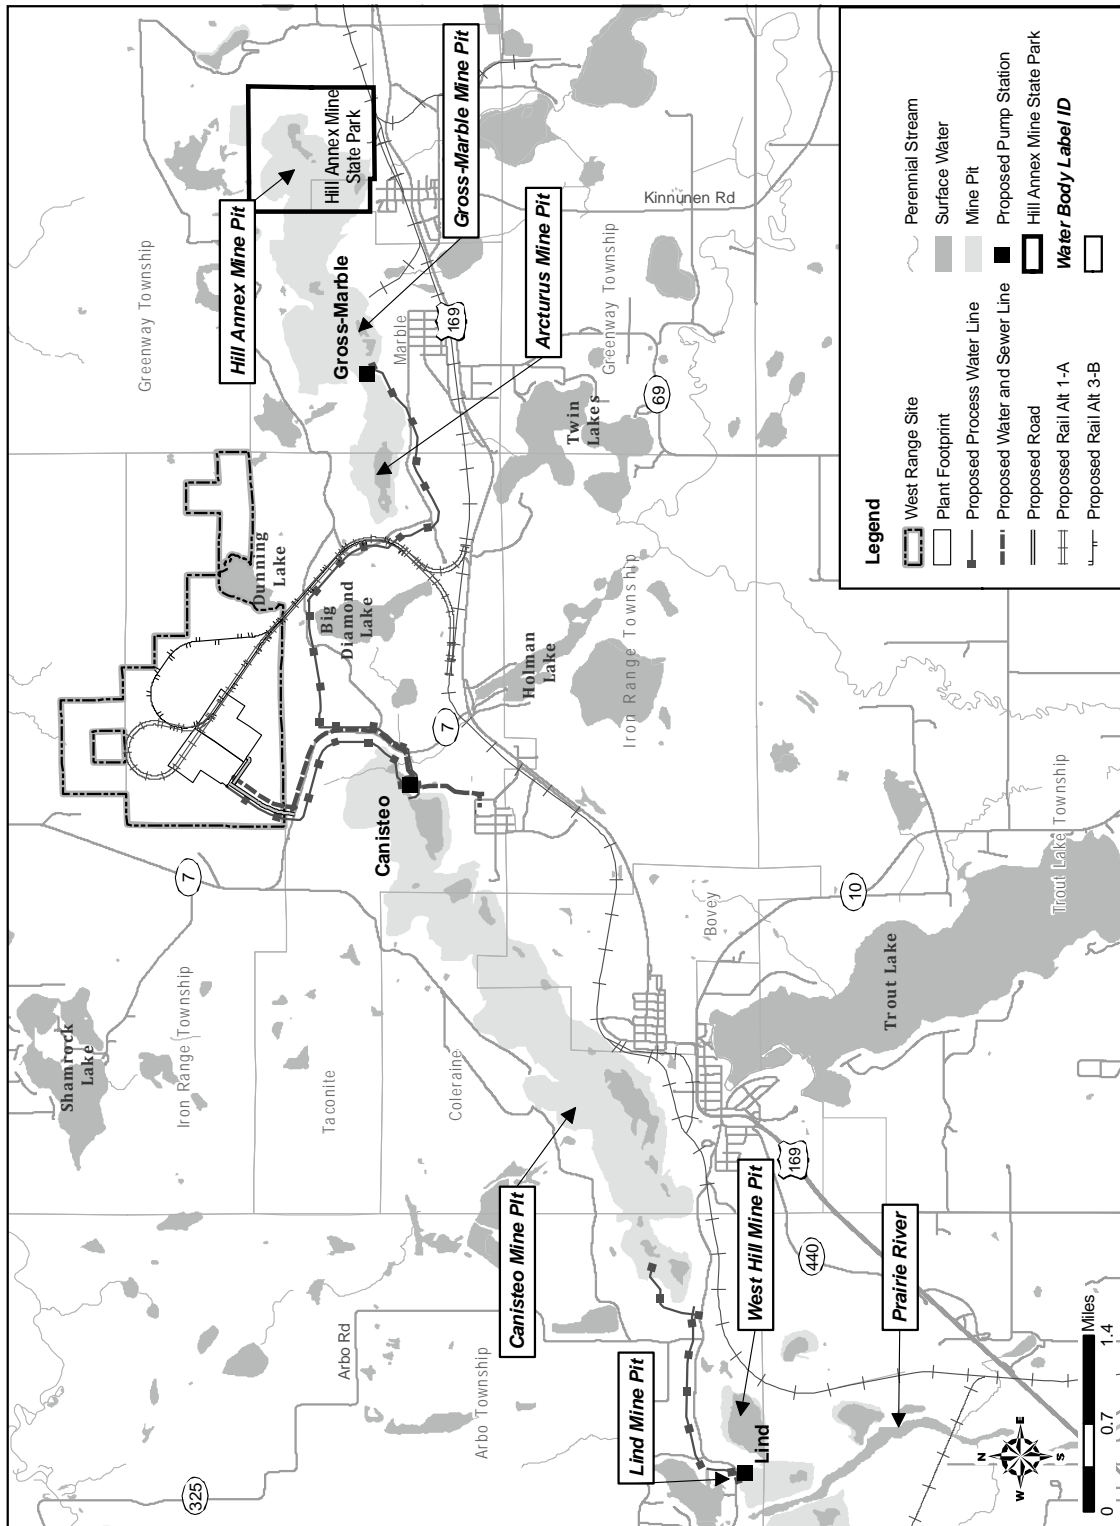 Greenway Township
Hill Annex Mine Pit
Hill Annex Mine
State Park
Gross-Marble Mine Pit
Arcturus Mine Pit
Gross-Marble
Marble
169
Kinnunen Rd
Greenway Township
69
Twin
Lakes
Dunning
Lake
Big
Diamond
Lake
Holman
Lake
Iron Range Township
7
Canisteo
7
Shamrock
Lake
Iron Range Township
Taconite
Coleraine
Bovey
10
Trout Lake
Trout Lake Township
Canisteo Mine PIt
169
440
West Hill Mine Pit
Prairie River
Lind Mine Pit
Lind
Arbo Rd
Arbo Township
325
N
E
S
W
0
0.7
1.4
Miles
Legend
West Range Site
Plant Footprint
Proposed Process Water Line
Proposed Water and Sewer Line
Proposed Road
Proposed Rail Alt 1-A
Proposed Rail Alt 3-B
Perennial Stream
Surface Water
Mine Pit
Proposed Pump Station
Hill Annex Mine State Park
Water Body Label ID